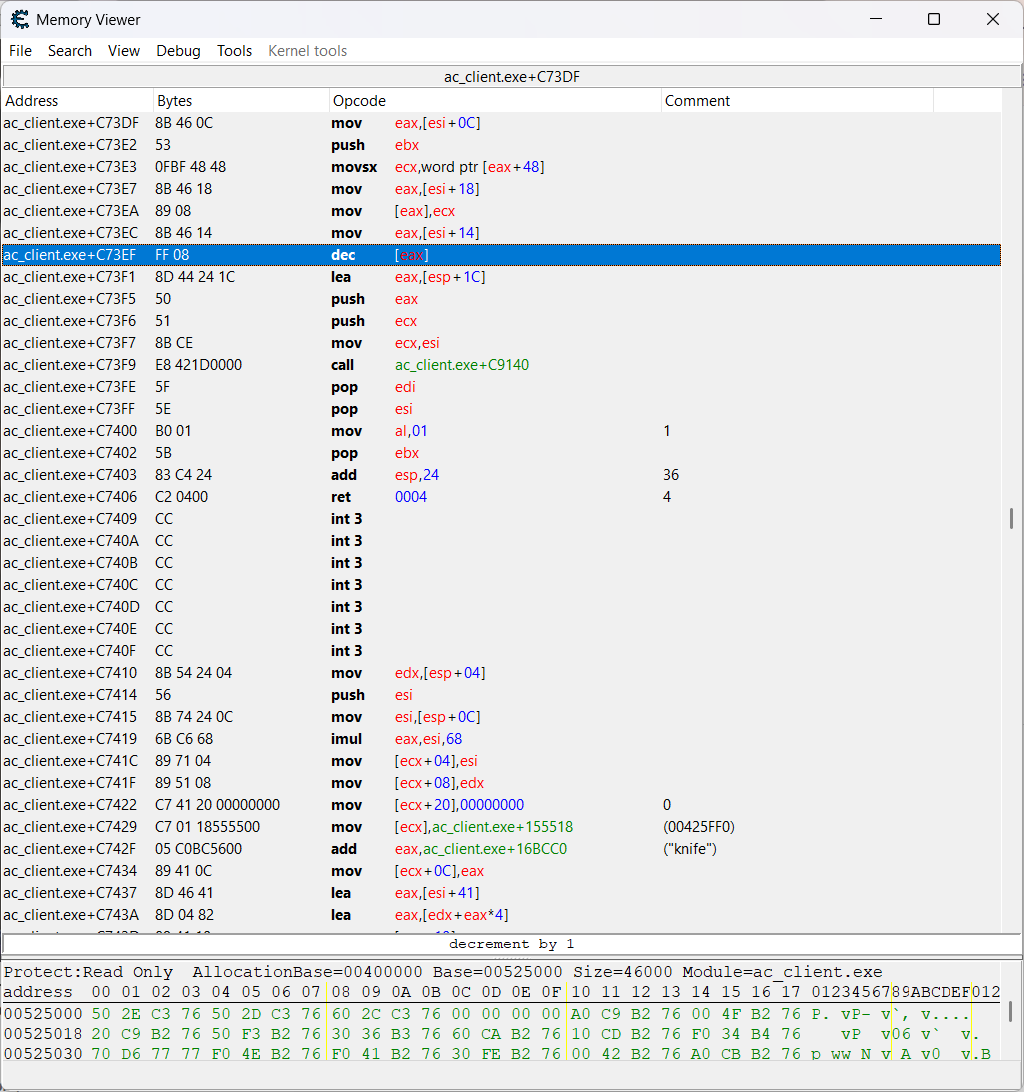 Memory Viewer
File Search View Debug Tools Kernel tools
ac_client.exe+C73DF
Address Bytes Opcode Comment
ac_client.exe+C73DF 8B 46 0C mov eax,[esi+0C]
ac_client.exe+C73E2 53 push ebx
ac_client.exe+C73E3 0FBF 48 48 movsx ecx,word ptr [eax+48]
ac_client.exe+C73E7 8B 46 18 mov eax,[esi+18]
ac_client.exe+C73EA 89 08 mov [eax],ecx
ac_client.exe+C73EC 8B 46 14 mov eax,[esi+14]
ac_client.exe+C73EF FF 08 dec [eax]
ac_client.exe+C73F1 8D 44 24 1C lea eax,[esp+1C]
ac_client.exe+C73F5 50 push eax
ac_client.exe+C73F6 51 push ecx
ac_client.exe+C73F7 8B CE mov ecx,esi
ac_client.exe+C73F9 E8 421D0000 call ac_client.exe+C9140
ac_client.exe+C73FE 5F pop edi
ac_client.exe+C73FF 5E pop esi
ac_client.exe+C7400 B0 01 mov al,01 1
ac_client.exe+C7402 5B pop ebx
ac_client.exe+C7403 83 C4 24 add esp,24 36
ac_client.exe+C7406 C2 0400 ret 0004 4
ac_client.exe+C7409 CC int 3
ac_client.exe+C740A CC int 3
ac_client.exe+C740B CC int 3
ac_client.exe+C740C CC int 3
ac_client.exe+C740D CC int 3
ac_client.exe+C740E CC int 3
ac_client.exe+C740F CC int 3
ac_client.exe+C7410 8B 54 24 04 mov edx,[esp+04]
ac_client.exe+C7414 56 push esi
ac_client.exe+C7415 8B 74 24 0C mov esi,[esp+0C]
ac_client.exe+C7419 6B C6 68 imul eax,esi,68
ac_client.exe+C741C 89 71 04 mov [ecx+04],esi
ac_client.exe+C741F 89 51 08 mov [ecx+08],edx
ac_client.exe+C7422 C7 41 20 00000000 mov [ecx+20],00000000 0
ac_client.exe+C7429 C7 01 18555500 mov [ecx],ac_client.exe+155518 (00425FF0)
ac_client.exe+C742F 05 C0BC5600 add eax,ac_client.exe+16BCC0 ("knife")
ac_client.exe+C7434 89 41 0C mov [ecx+0C],eax
ac_client.exe+C7437 8D 46 41 lea eax,[esi+41]
ac_client.exe+C743A 8D 04 82 lea eax,[edx+eax*4]
decrement by 1
Protect:Read Only AllocationBase=00400000 Base=00525000 Size=46000 Module=ac_client.exe
address 00 01 02 03 04 05 06 07 08 09 0A 0B 0C 0D 0E 0F 10 11 12 13 14 15 16 17 0123456789ABCDEF012
00525000 50 2E C3 76 50 2D C3 76 60 2C C3 76 00 00 00 00 A0 C9 B2 76 00 4F B2 76 P. vP- v`, v....
00525018 20 C9 B2 76 50 F3 B2 76 30 36 B3 76 60 CA B2 76 10 CD B2 76 F0 34 B4 76 vP v06 v` v.
00525030 70 D6 77 77 F0 4E B2 76 F0 41 B2 76 30 FE B2 76 00 42 B2 76 A0 CB B2 76 p ww N v A v0 v.B